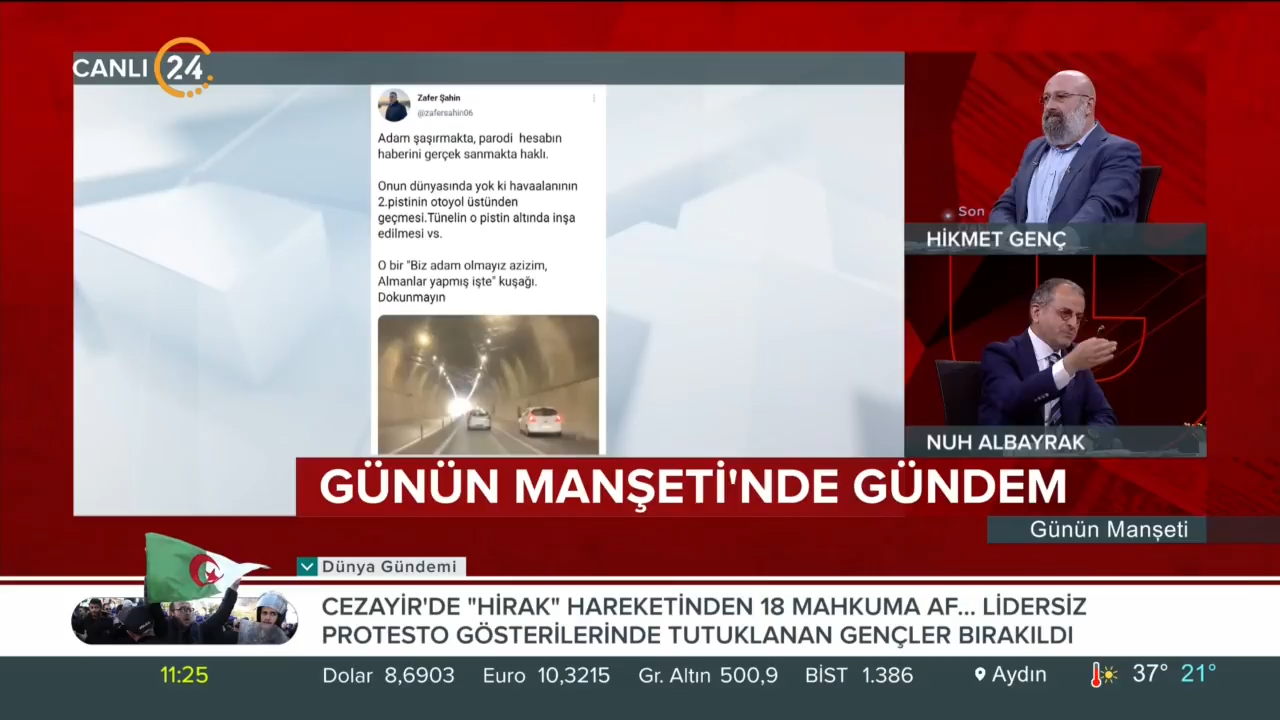 CANLI 24
Zafer Şahin
@zafersahin06
Adam şaşırmakta, parodi hesabın
haberini gerçek sanmakta haklı.
Onun dünyasında yok ki havaalanının
2.pistinin otoyol üstünden
geçmesi.Tünelin o pistin altında inşa
edilmesi vs.
O bir "Biz adam olmayız azizim,
Almanlar yapmış işte" kuşağı.
Dokunmayın
Son
HİKMET GENÇ
NUH ALBAYRAK
GÜNÜN MANŞETİ'NDE GÜNDEM
Günün Manşeti
Dünya Gündemi
CEZAYİR'DE "HİRAK" HAREKETİNDEN 18 MAHKUMA AF... LİDERSİZ
PROTESTO GÖSTERİLERİNDE TUTUKLANAN GENÇLER BIRAKILDI
11:25 Dolar 8,6903 Euro 10,3215 Gr. Altın 500,9 BİST 1.386 Aydın 37° 21°